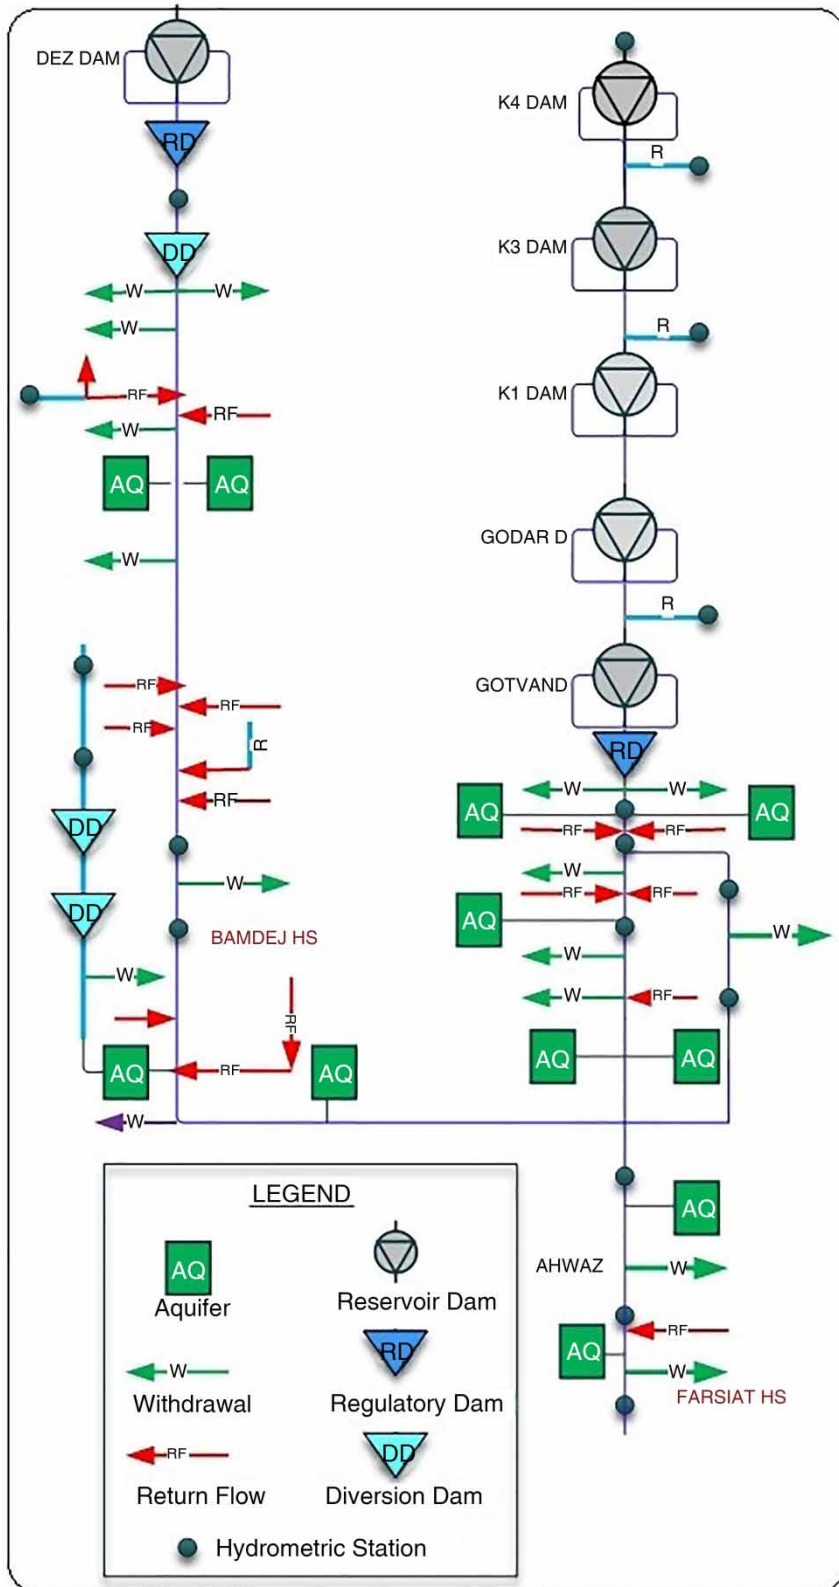 DEZ DAM
K4 DAM
RD
R
DD
K3 DAM
W W
W
R
RF
RF
K1 DAM
W
AQ AQ
GODAR D
W
R
RF
GOTVAND
RF
RF
R
RD
RF
W W
AQ AQ
DD
RF RF
W
W
RF RF
DD
AQ
BAMDEJ HS
W
W
W
W RF
RF
AQ AQ
AQ RF AQ
W
LEGEND
AQ
AHWAZ W
AQ
Aquifer
Reservoir Dam
RF
AQ
RD
W
W
Withdrawal
Regulatory Dam
FARSIAT HS
RF
DD
Return Flow
Diversion Dam
Hydrometric Station